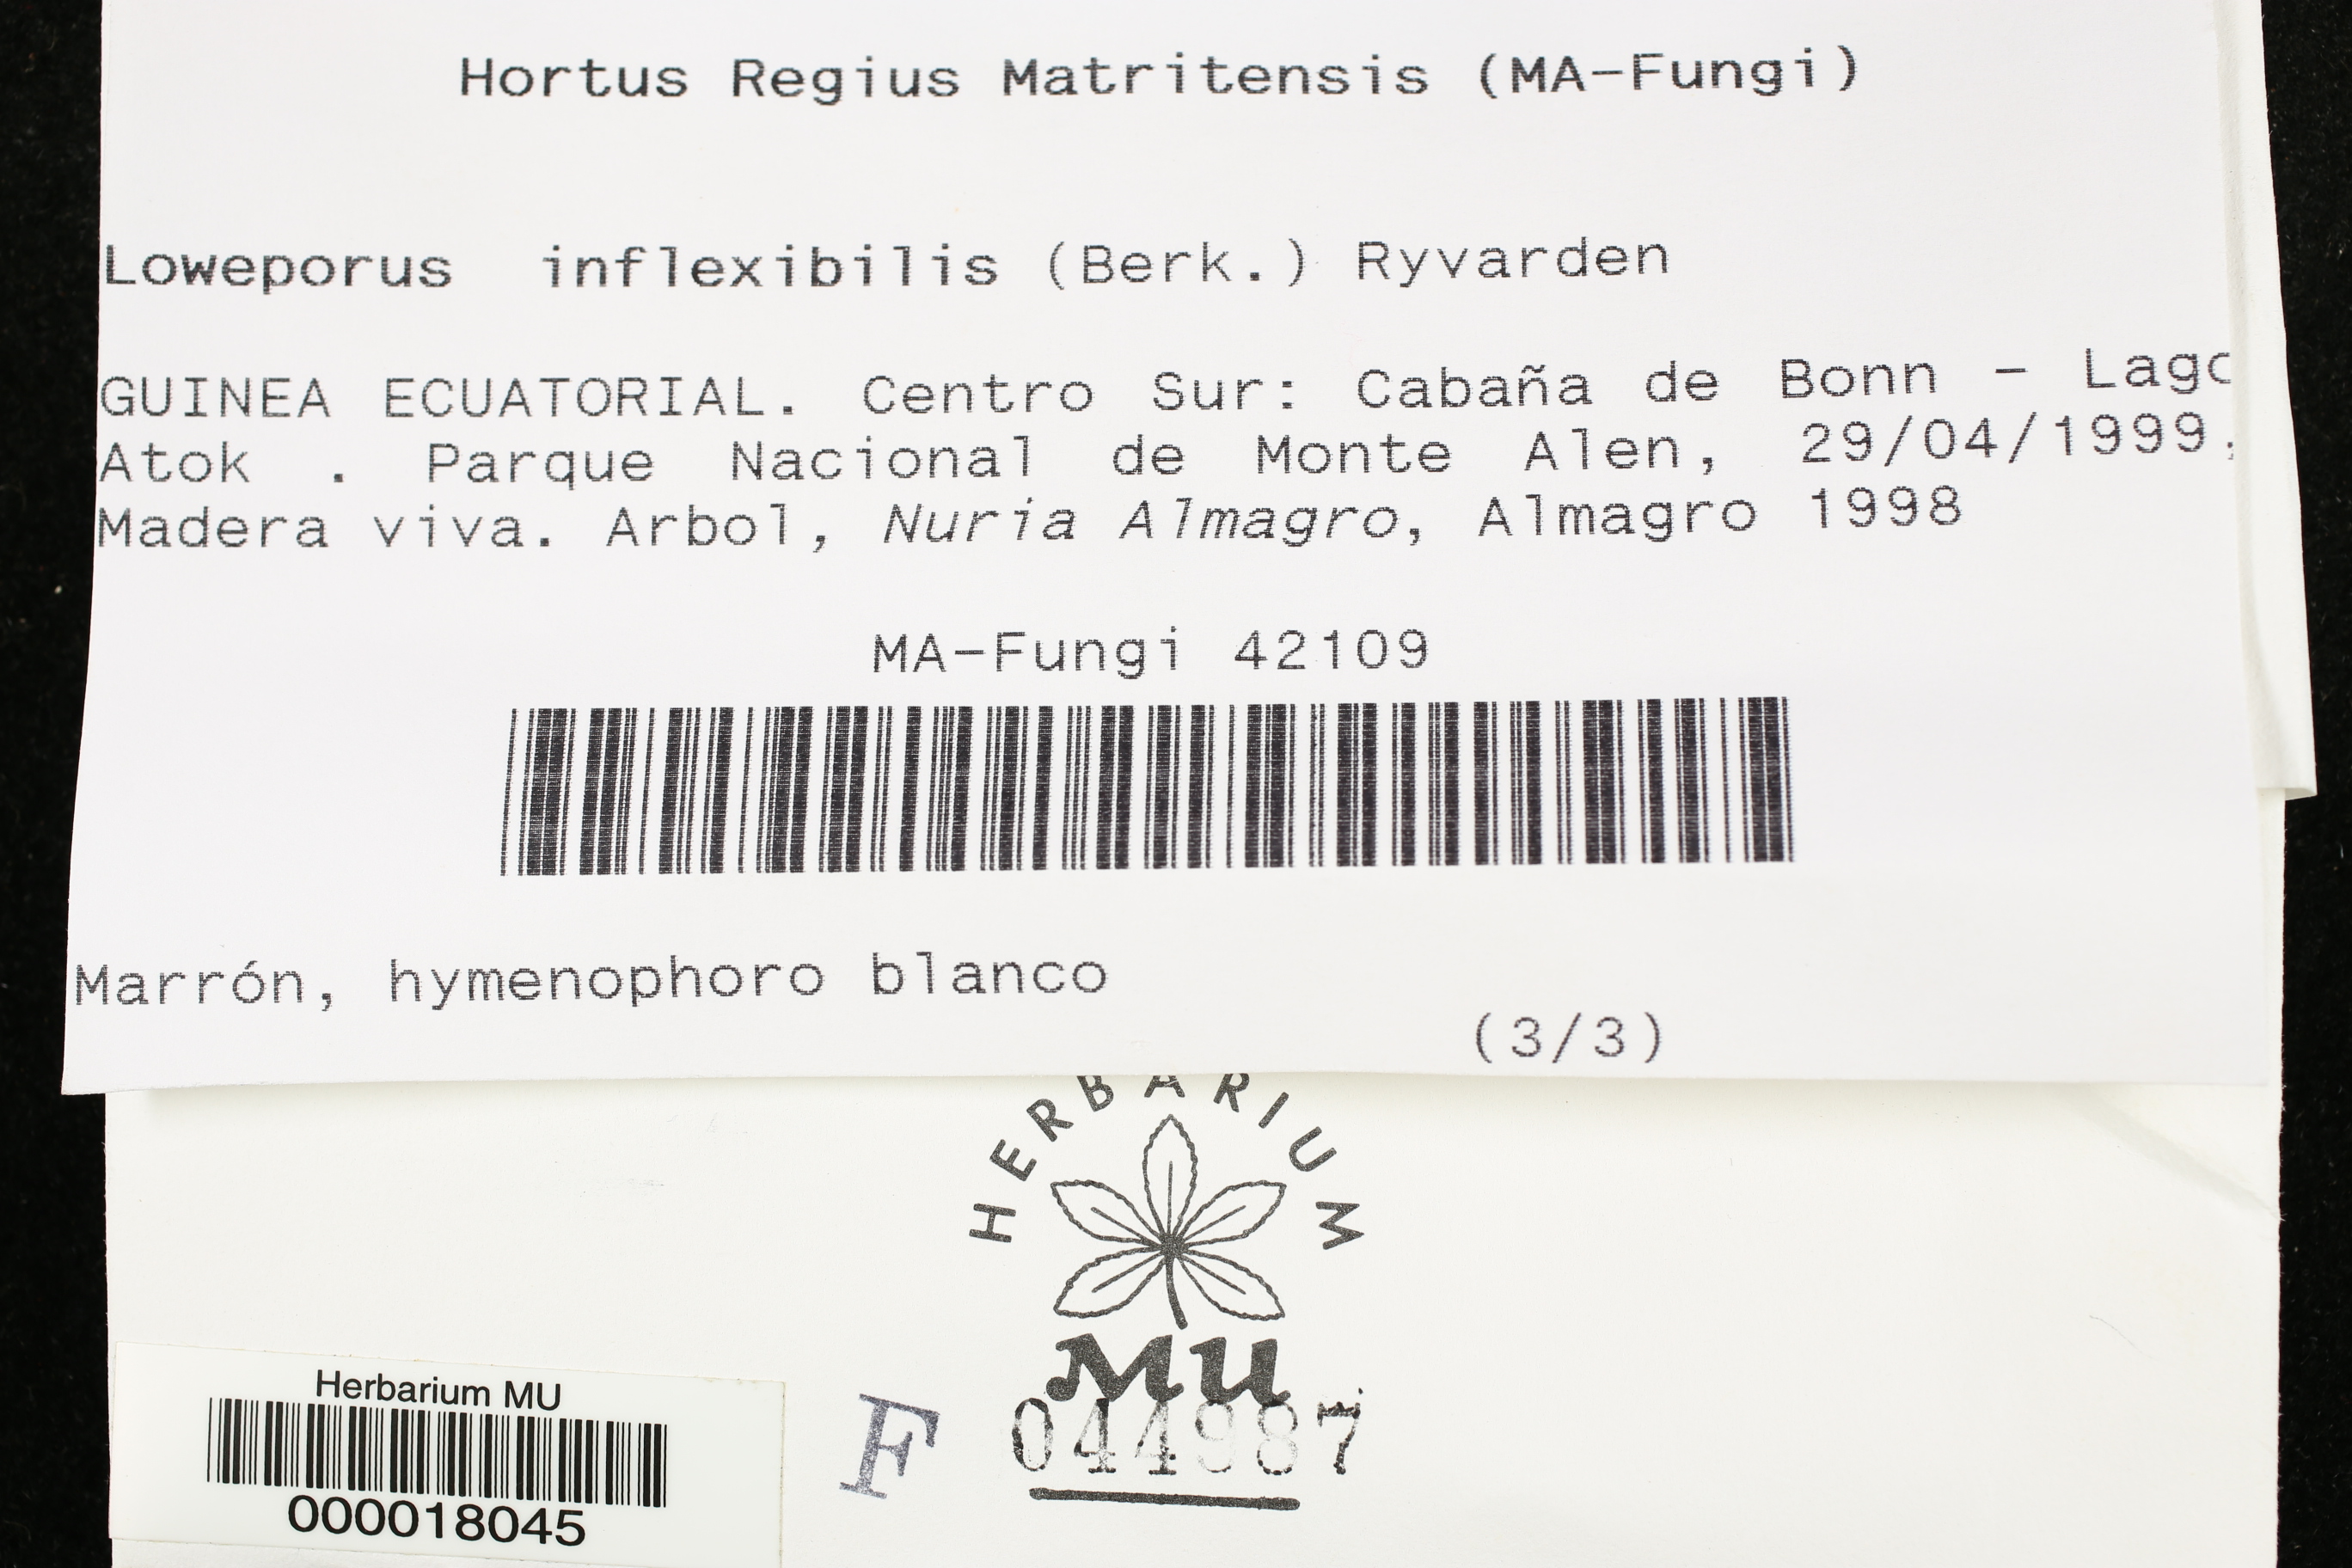 Hortus Regius Matritensis (MA-Fungi)
Loweporus inflexibilis (Berk.) Ryvarden
GUINEA ECUATORIAL. Centro Sur: Cabaña de Bonn - Lago
Atok . Parque Nacional de Monte Alen, 29/04/1999,
Madera viva. Arbol, Nuria Almagro, Almagro 1998
MA-Fungi 42109
Marrón, hymenophoro blanco
(3/3)
HERBARIUM
MU
F 044987
Herbarium MU
000018045